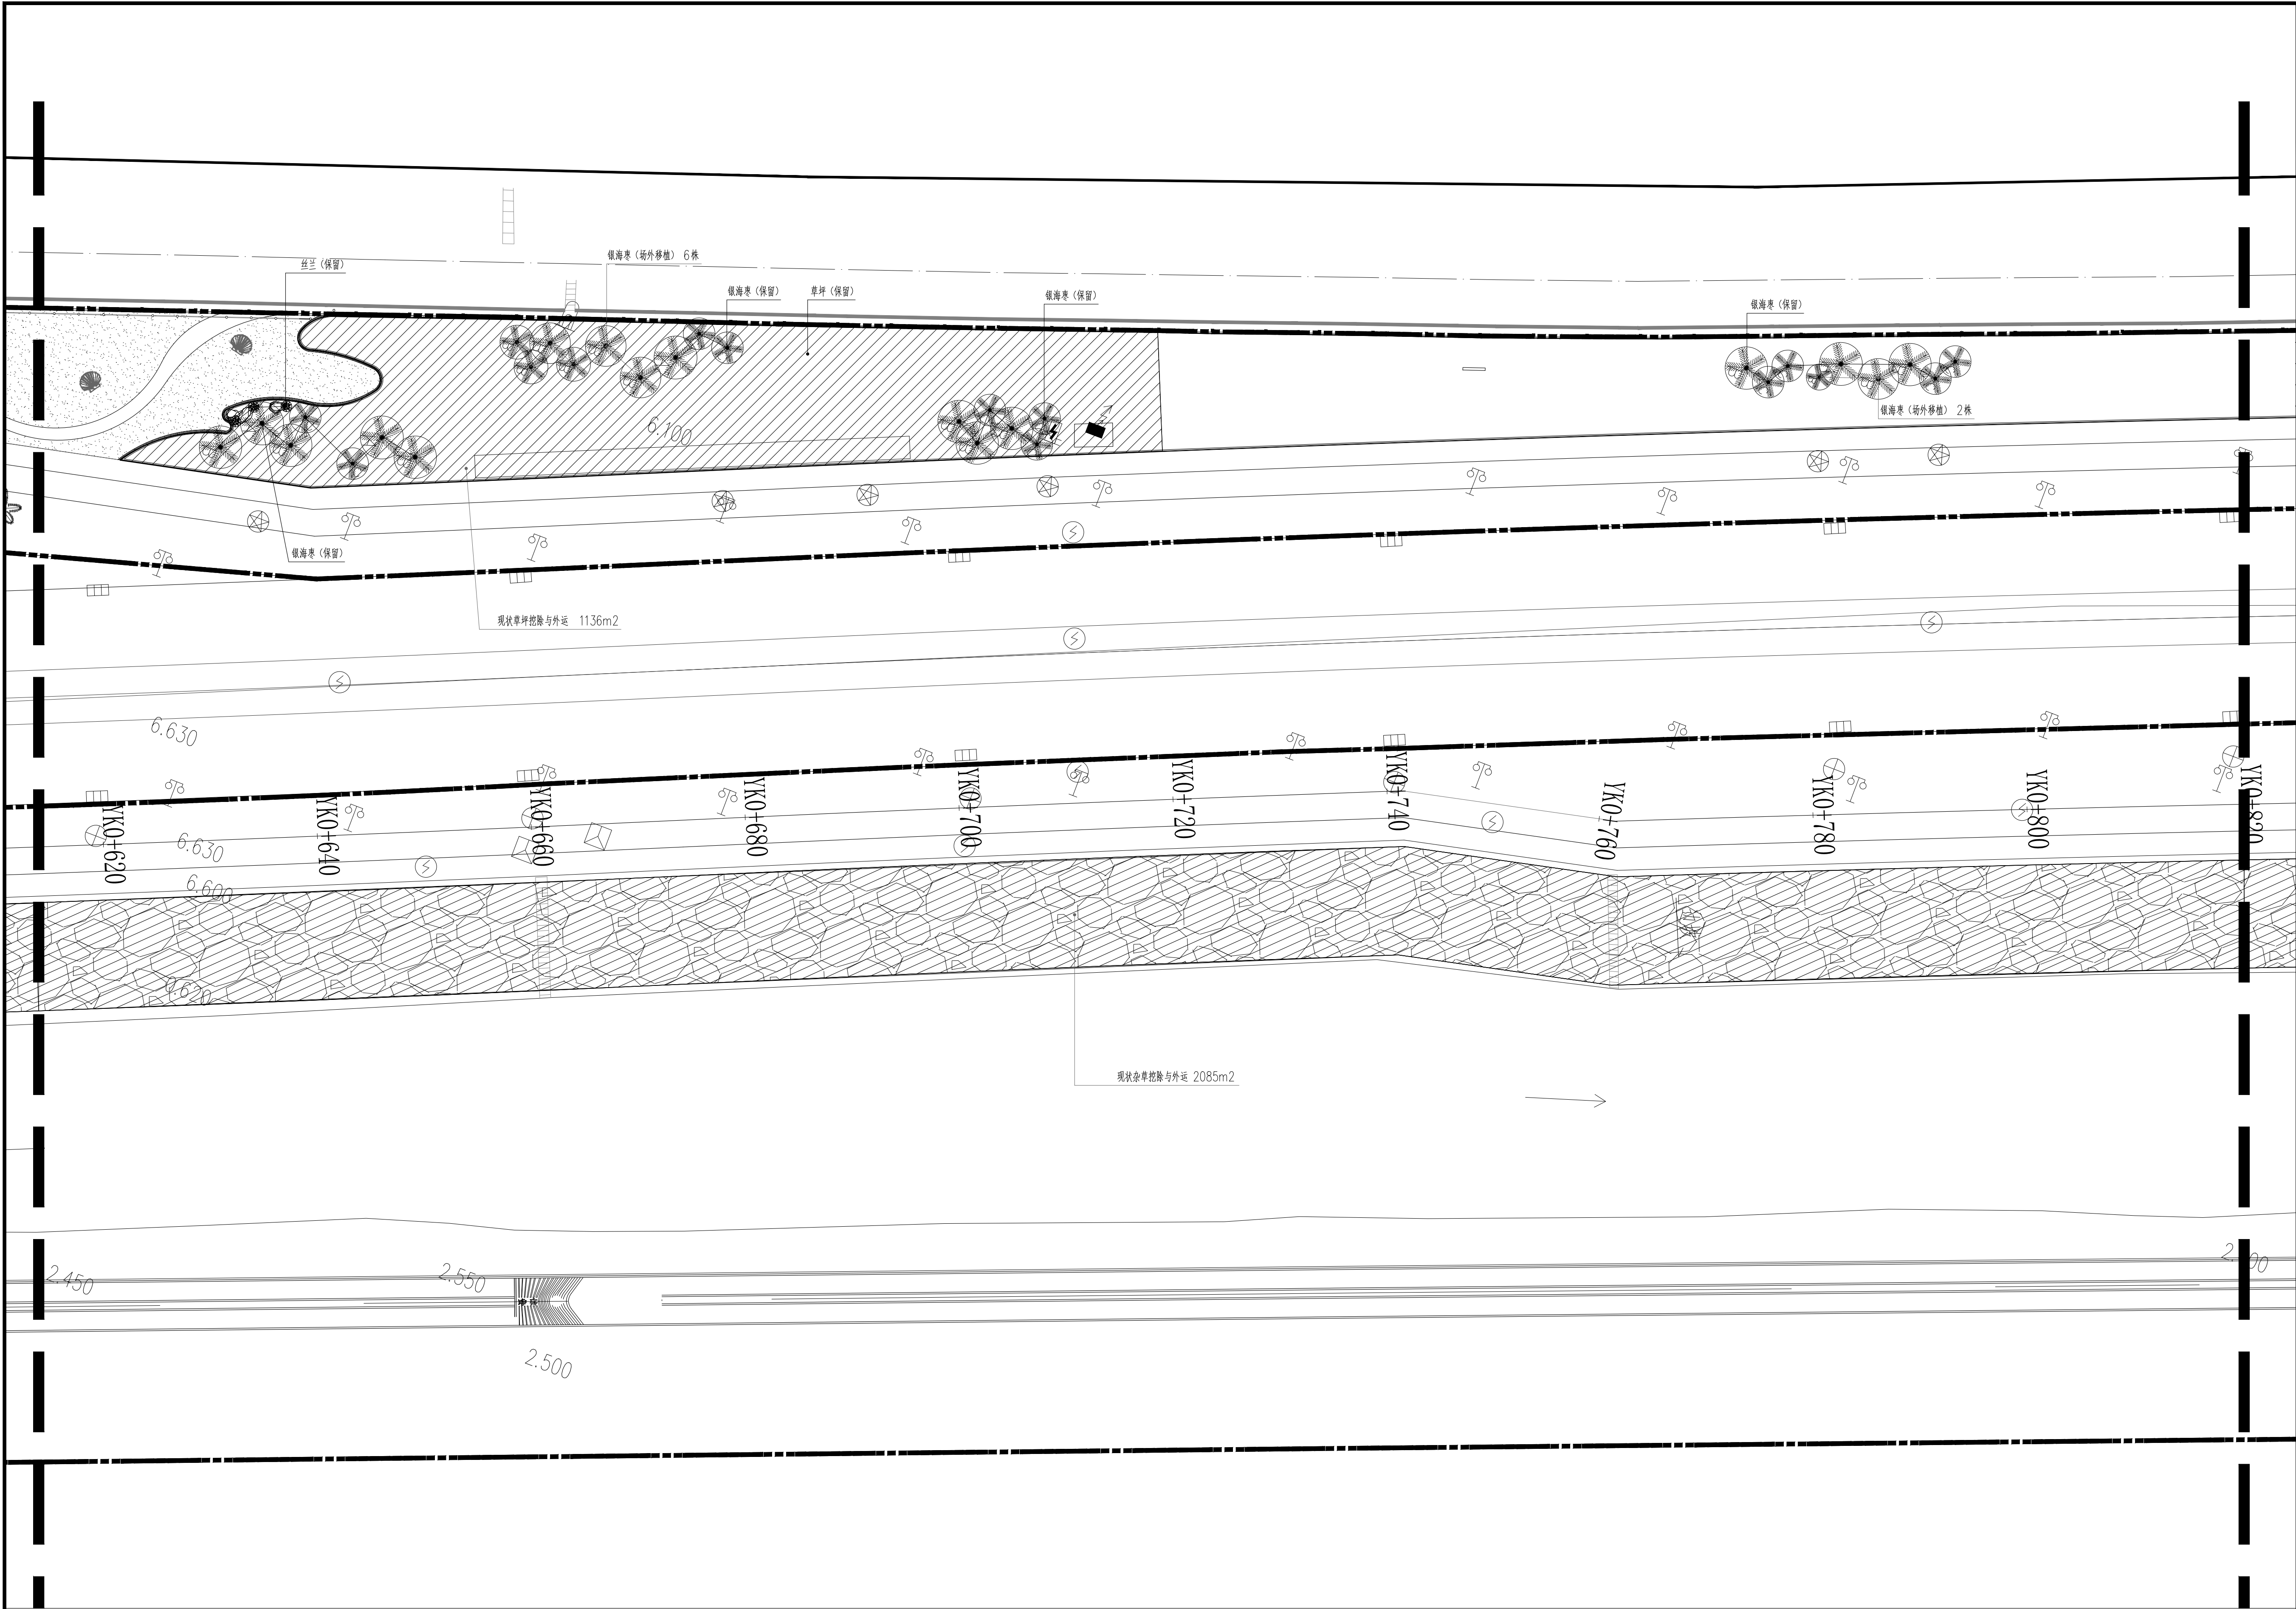 银海枣（场外移植） 6株
丝兰（保留）
银海枣（保留）
草坪（保留）
银海枣（保留）
银海枣（保留）
银海枣（场外移植） 2株
6.100
银海枣（保留）
现状草坪挖除与外运 1136m2
6.630
YK0+620
YK0+640
YK0+660
YK0+680
YK0+700
YK0+720
YK0+740
YK0+760
YK0+780
YK0+800
YK0+820
6.630
6.600
现状杂草挖除与外运 2085m2
2.450
2.550
2.500